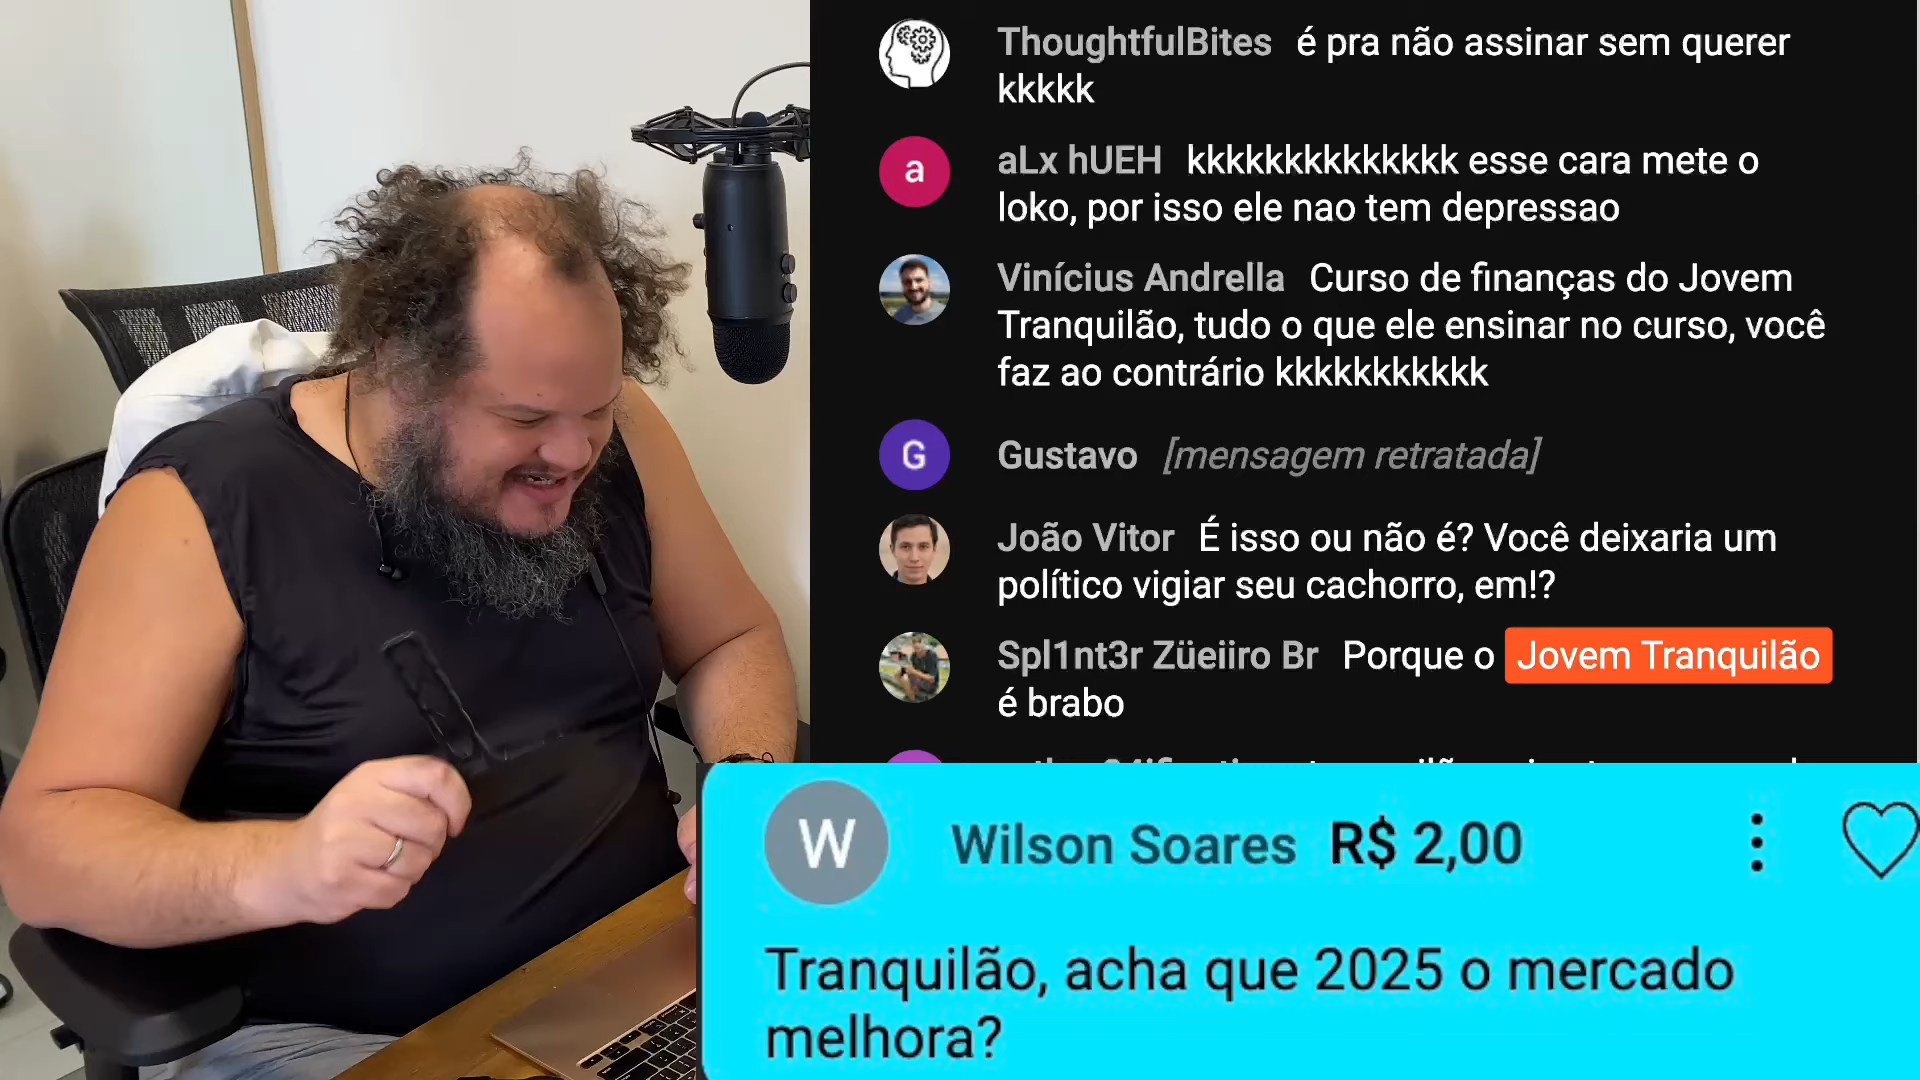 ThoughtfulBites é pra não assinar sem querer
kkkkk
a
aLx hUEH kkkkkkkkkkkkkk esse cara mete o
loko, por isso ele nao tem depressao
Vinícius Andrella Curso de finanças do Jovem
Tranquilão, tudo o que ele ensinar no curso, você
faz ao contrário kkkkkkkkkkk
G
Gustavo [mensagem retratada]
João Vitor É isso ou não é? Você deixaria um
político vigiar seu cachorro, em!?
Spl1nt3r Züeiiro Br Porque o Jovem Tranquilão
é brabo
W
Wilson Soares R$ 2,00
Tranquilão, acha que 2025 o mercado
melhora?